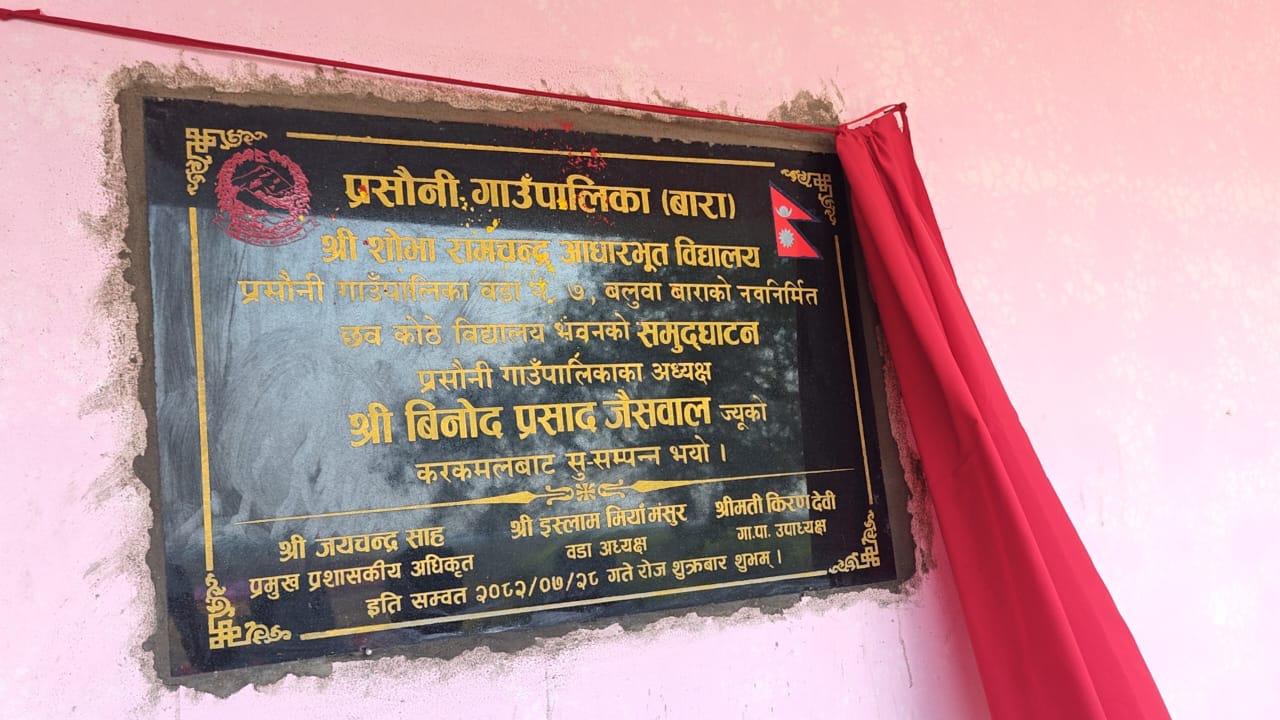 प्रसौनी गाउँपालिका (बारा)
श्री शोभा रामचन्द्र आधारभूत विद्यालय
प्रसौनी गाउँपालिका वडा नं. ७, बलुवा बाराको नवनिर्मित
छव कोठे विद्यालय भवनको समुद्घाटन
प्रसौनी गाउँपालिकाका अध्यक्ष
श्री बिनोद प्रसाद जैसवाल ज्यूको
करकमलबाट सु-सम्पन्न भयो ।
श्री जयचन्द्र साह
प्रमुख प्रशासकीय अधिकृत
श्री इस्लाम मियाँ मंसुर
वडा अध्यक्ष
श्रीमती किरण देवी
गा.पा. उपाध्यक्ष
इति सम्वत २०८२/०७/२८ गते रोज शुक्रबार शुभम् ।